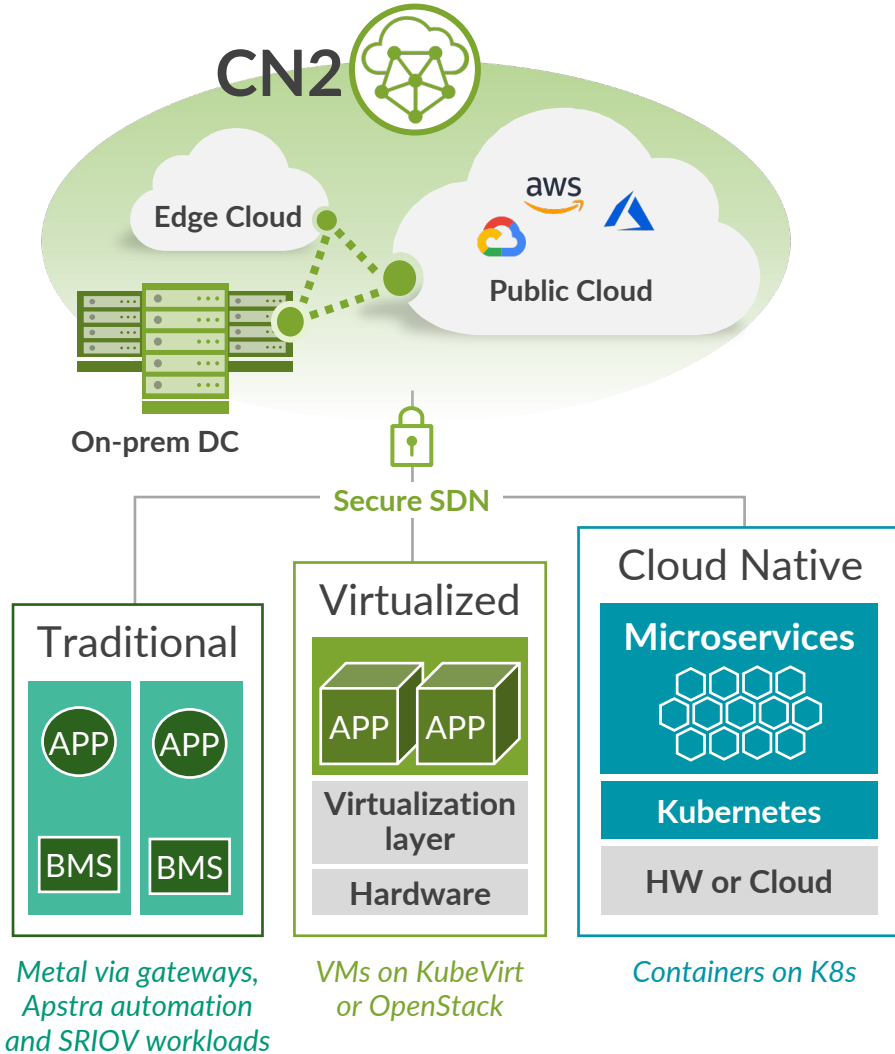 CN2
Edge Cloud
aws
Public Cloud
On-prem DC
Secure SDN
Traditional
APP APP
BMS BMS
Metal via gateways,
Apstra automation
and SRIOV workloads
Virtualized
APP APP
Virtualization
layer
Hardware
VMs on KubeVirt
or OpenStack
Cloud Native
Microservices
Kubernetes
HW or Cloud
Containers on K8s